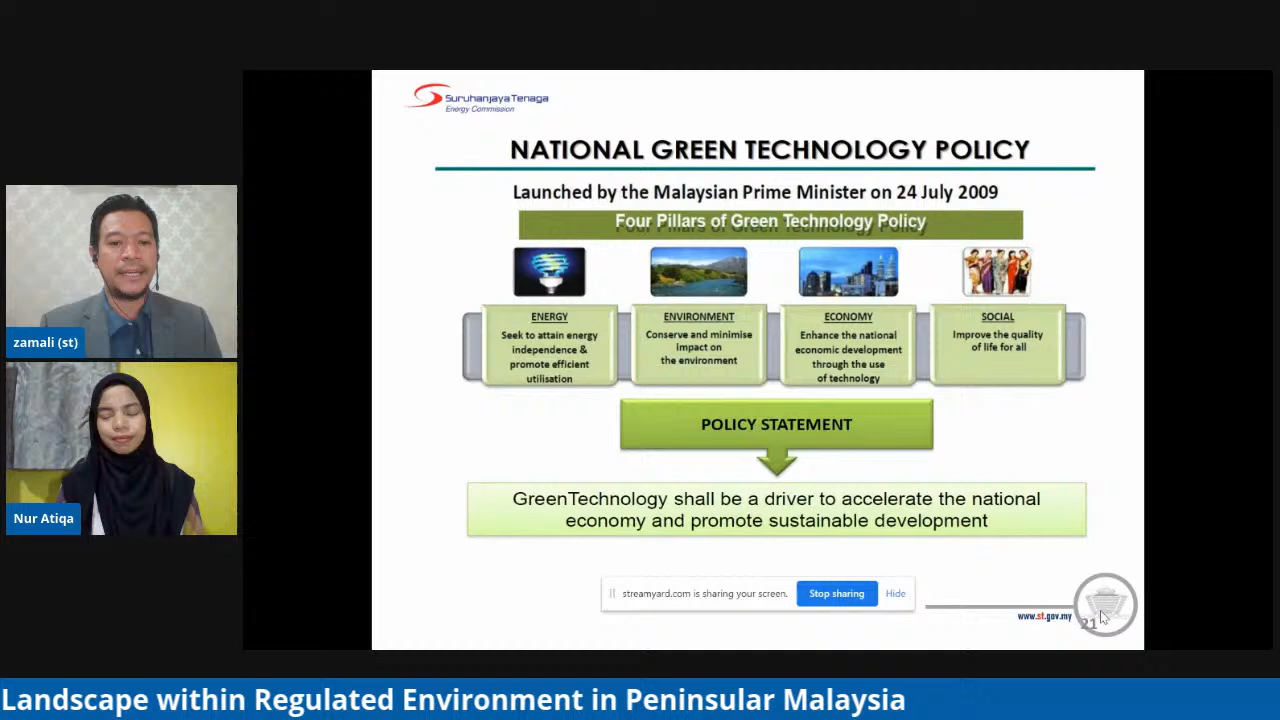 Suruhanjaya Tenaga
Energy Commission
NATIONAL GREEN TECHNOLOGY POLICY
Launched by the Malaysian Prime Minister on 24 July 2009
Four Pillars of Green Technology Policy
ENERGY
Seek to attain energy
independence &
promote efficient
utilisation
ENVIRONMENT
Conserve and minimise
impact on
the environment
ECONOMY
Enhance the national
economic development
through the use
of technology
SOCIAL
Improve the quality
of life for all
POLICY STATEMENT
GreenTechnology shall be a driver to accelerate the national
economy and promote sustainable development
streamyard.com is sharing your screen.
Stop sharing
Hide
www.st.gov.my
21
zamali (st)
Nur Atiqa
Landscape within Regulated Environment in Peninsular Malaysia